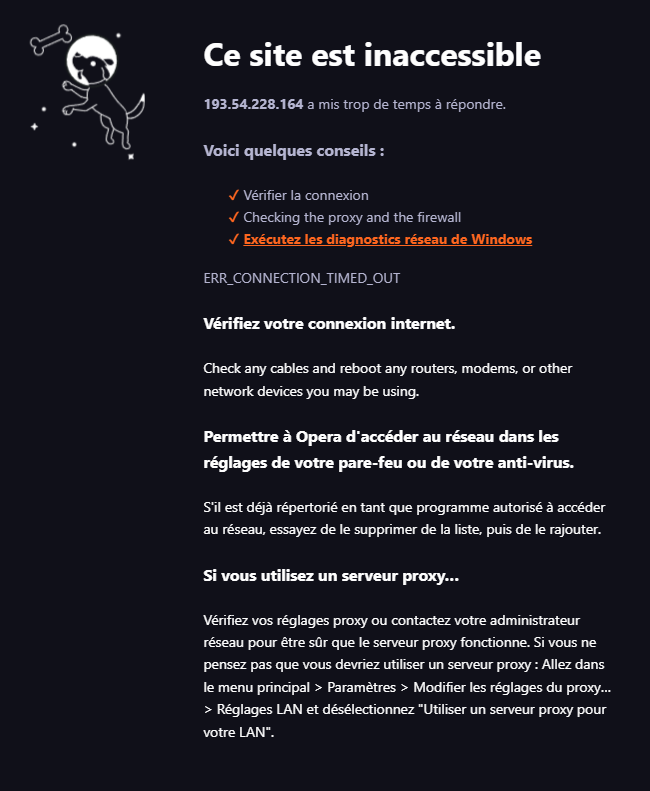 Ce site est inaccessible
193.54.228.164 a mis trop de temps à répondre.
Voici quelques conseils :
✓ Vérifier la connexion
✓ Checking the proxy and the firewall
✓ Exécutez les diagnostics réseau de Windows
ERR_CONNECTION_TIMED_OUT
Vérifiez votre connexion internet.
Check any cables and reboot any routers, modems, or other
network devices you may be using.
Permettre à Opera d'accéder au réseau dans les
réglages de votre pare-feu ou de votre anti-virus.
S'il est déjà répertorié en tant que programme autorisé à accéder
au réseau, essayez de le supprimer de la liste, puis de le rajouter.
Si vous utilisez un serveur proxy…
Vérifiez vos réglages proxy ou contactez votre administrateur
réseau pour être sûr que le serveur proxy fonctionne. Si vous ne
pensez pas que vous devriez utiliser un serveur proxy : Allez dans
le menu principal > Paramètres > Modifier les réglages du proxy…
> Réglages LAN et désélectionnez "Utiliser un serveur proxy pour
votre LAN".